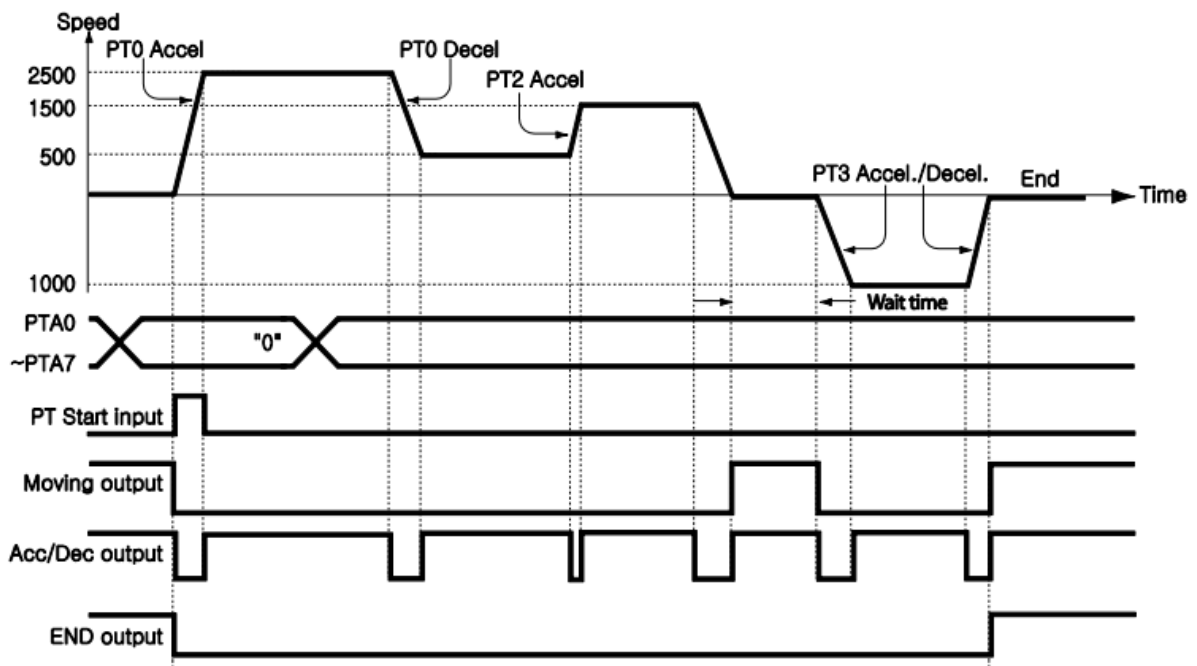 Speed
PT0 Accel
PT0 Decel
PT2 Accel
2500
1500
500
PT3 Accel./Decel.
End
Time
1000
Wait time
PTA0
"0"
~PTA7
PT Start input
Moving output
Acc/Dec output
END output